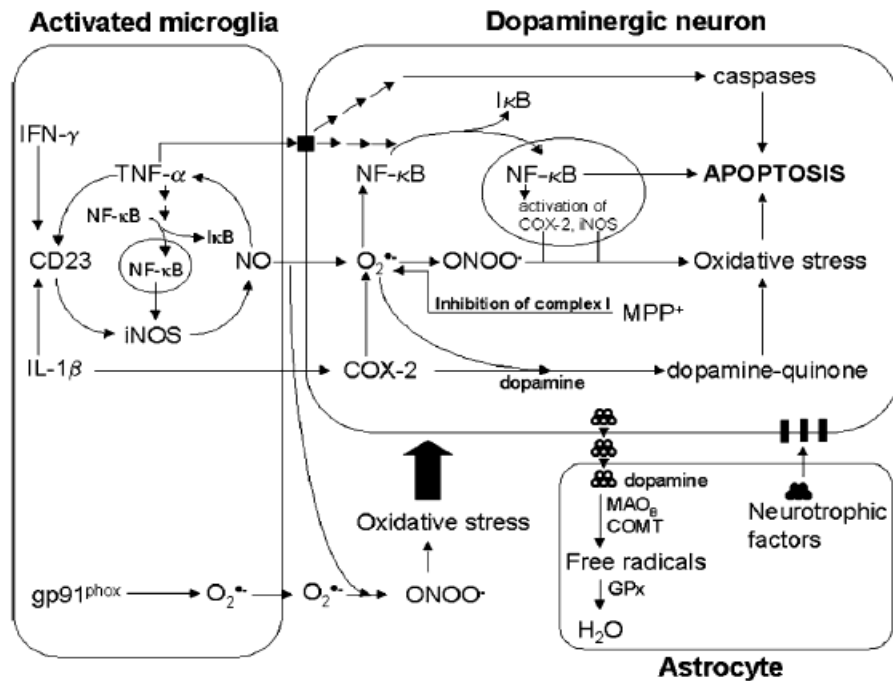 Activated microglia
Dopaminergic neuron
IFN-γ
TNF-α
NF-κB
IκB
NF-κB
CD23
NO
iNOS
IL-1β
gp91phox
O₂•-
O₂•-
ONOO-
Oxidative stress
caspases
IκB
NF-κB
NF-κB
APOPTOSIS
activation of
COX-2, iNOS
O₂•-
ONOO-
Oxidative stress
Inhibition of complex I
MPP⁺
COX-2
dopamine
dopamine-quinone
dopamine
MAO_B
COMT
Free radicals
GPx
H₂O
Neurotrophic
factors
Astrocyte